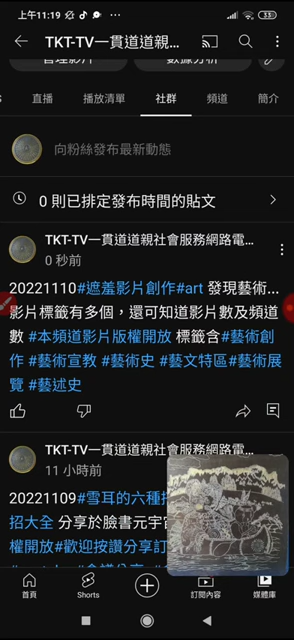 上午11:19
33
TKT-TV一貫道道親...
管理影片
數據分析
直播
播放清單
社群
頻道
簡介
向粉絲發布最新動態
0 則已排定發布時間的貼文
TKT-TV一貫道道親社會服務網路電...
0 秒前
20221110#遮羞影片創作#art 發現藝術...
影片標籤有多個，還可知道影片數及頻道
數 #本頻道影片版權開放 標籤含#藝術創
作 #藝術宣教 #藝術史 #藝文特區#藝術展
覽 #藝述史
TKT-TV一貫道道親社會服務網路電...
11 小時前
20221109#雪耳的六種
招大全 分享於臉書元宇
權開放#歡迎按讚分享訂
首頁
Shorts
訂閱內容
媒體庫